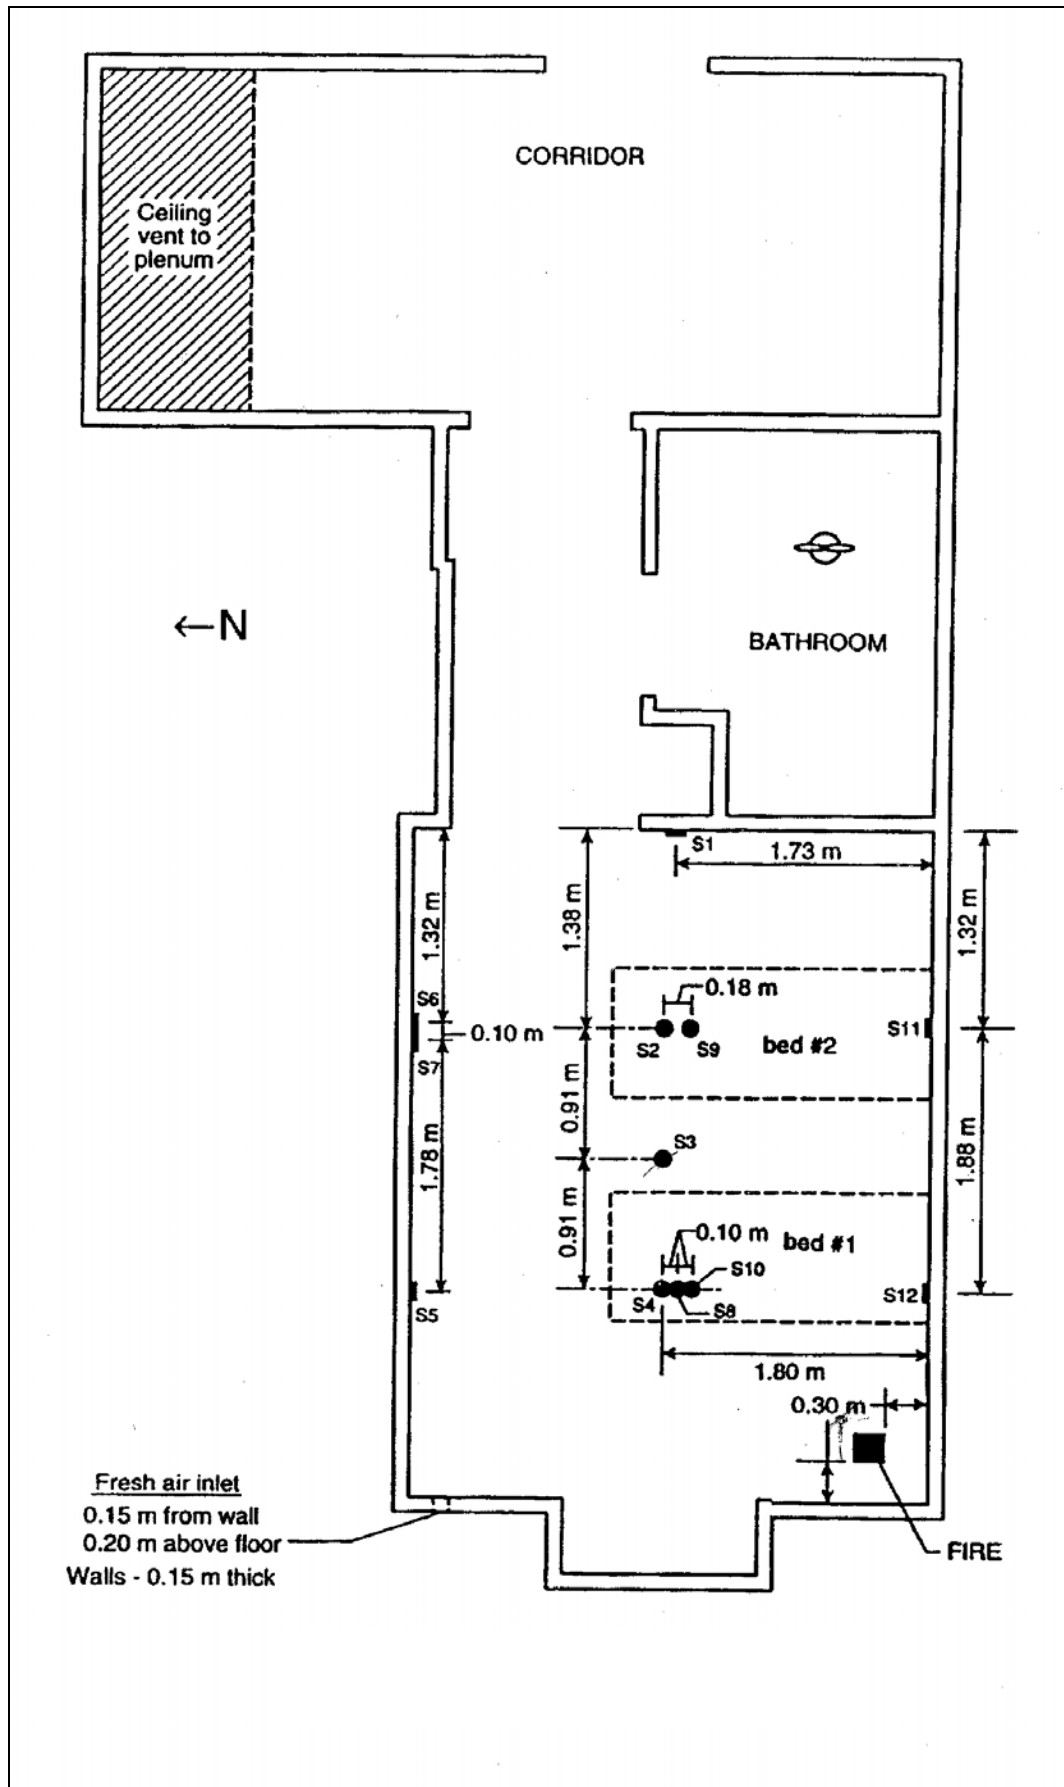 CORRIDOR
Ceiling
vent to
plenum
←N
BATHROOM
S1
1.73 m
1.32 m
1.38 m
1.32 m
S6
0.18 m
0.10 m
S2
S9
bed #2
S11
S7
0.91 m
S3
1.78 m
1.88 m
0.91 m
0.10 m
bed #1
S10
S4
S8
S12
S5
1.80 m
0.30 m
Fresh air inlet
0.15 m from wall
0.20 m above floor
Walls - 0.15 m thick
FIRE